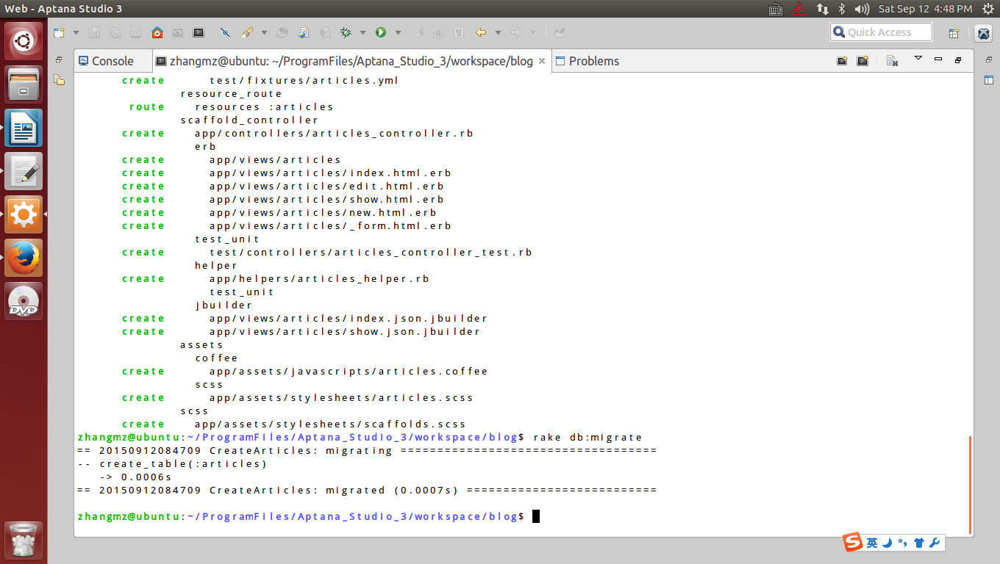 Web - Aptana Studio 3
Sat Sep 12 4:48 PM
Quick Access
Console
zhangmz@ubuntu: ~/ProgramFiles/Aptana_Studio_3/workspace/blog
Problems
create test/fixtures/articles.yml
resource_route
route resources :articles
scaffold_controller
create app/controllers/articles_controller.rb
erb
create app/views/articles
create app/views/articles/index.html.erb
create app/views/articles/edit.html.erb
create app/views/articles/show.html.erb
create app/views/articles/new.html.erb
create app/views/articles/_form.html.erb
test_unit
create test/controllers/articles_controller_test.rb
helper
create app/helpers/articles_helper.rb
test_unit
jbuilder
create app/views/articles/index.json.jbuilder
create app/views/articles/show.json.jbuilder
assets
coffee
create app/assets/javascripts/articles.coffee
scss
create app/assets/stylesheets/articles.scss
scss
create app/assets/stylesheets/scaffolds.scss
zhangmz@ubuntu:~/ProgramFiles/Aptana_Studio_3/workspace/blog$ rake db:migrate
== 20150912084709 CreateArticles: migrating ===================================
-- create_table(:articles)
-> 0.0006s
== 20150912084709 CreateArticles: migrated (0.0007s) ==========================
zhangmz@ubuntu:~/ProgramFiles/Aptana_Studio_3/workspace/blog$
DVD
S 英